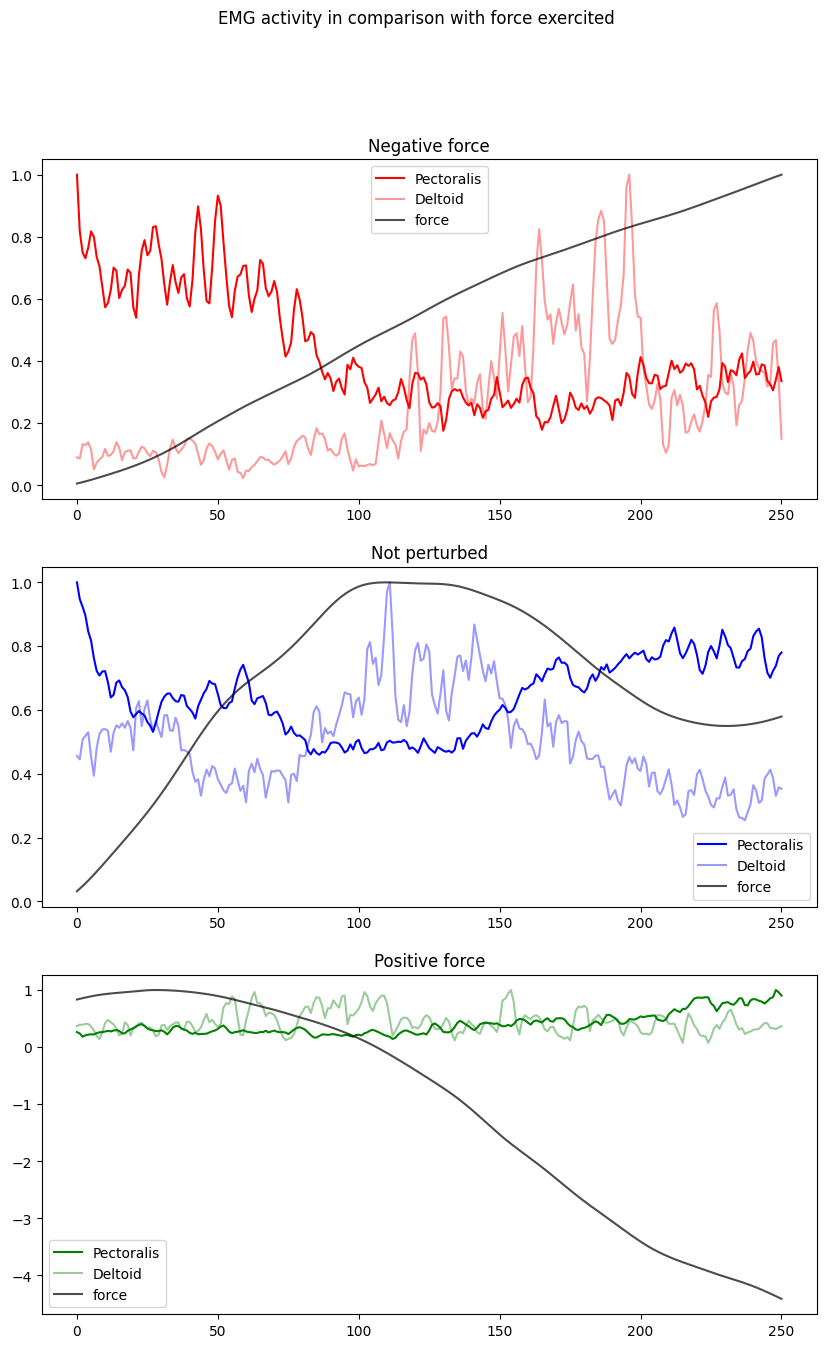 EMG activity in comparison with force exercited
Negative force
1.0
0.8
0.6
0.4
0.2
0.0
Pectoralis
Deltoid
force
0 50 100 150 200 250
Not perturbed
1.0
0.8
0.6
0.4
0.2
0.0
Pectoralis
Deltoid
force
0 50 100 150 200 250
Positive force
1
0
−1
−2
−3
−4
Pectoralis
Deltoid
force
0 50 100 150 200 250